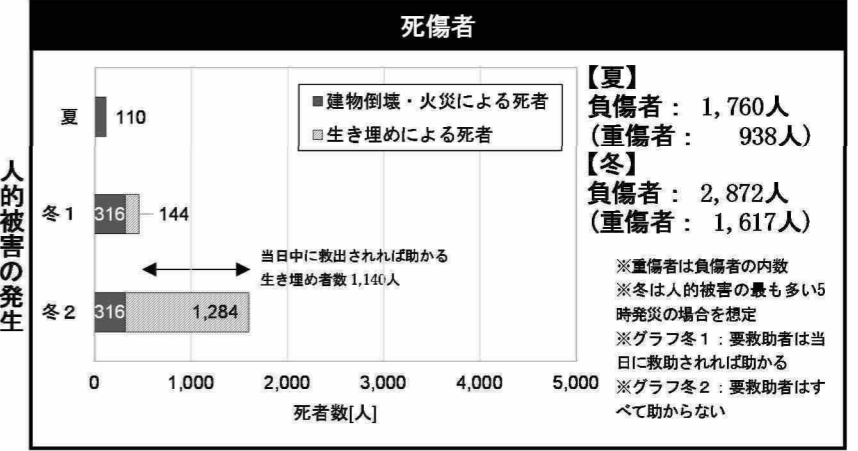 死傷者
人的被害の発生
夏
110
■建物倒壊・火災による死者
生き埋めによる死者
冬1
316
144
当日中に救出されれば助かる
生き埋め者数 1,140人
冬2
316
1,284
0
1,000
2,000
3,000
4,000
5,000
死者数[人]
【夏】
負傷者： 1,760人
(重傷者： 938人)
【冬】
負傷者： 2,872人
(重傷者： 1,617人)
※重傷者は負傷者の内数
※冬は人的被害の最も多い5
時発災の場合を想定
※グラフ冬1：要救助者は当
日に救助されれば助かる
※グラフ冬2：要救助者はす
べて助からない